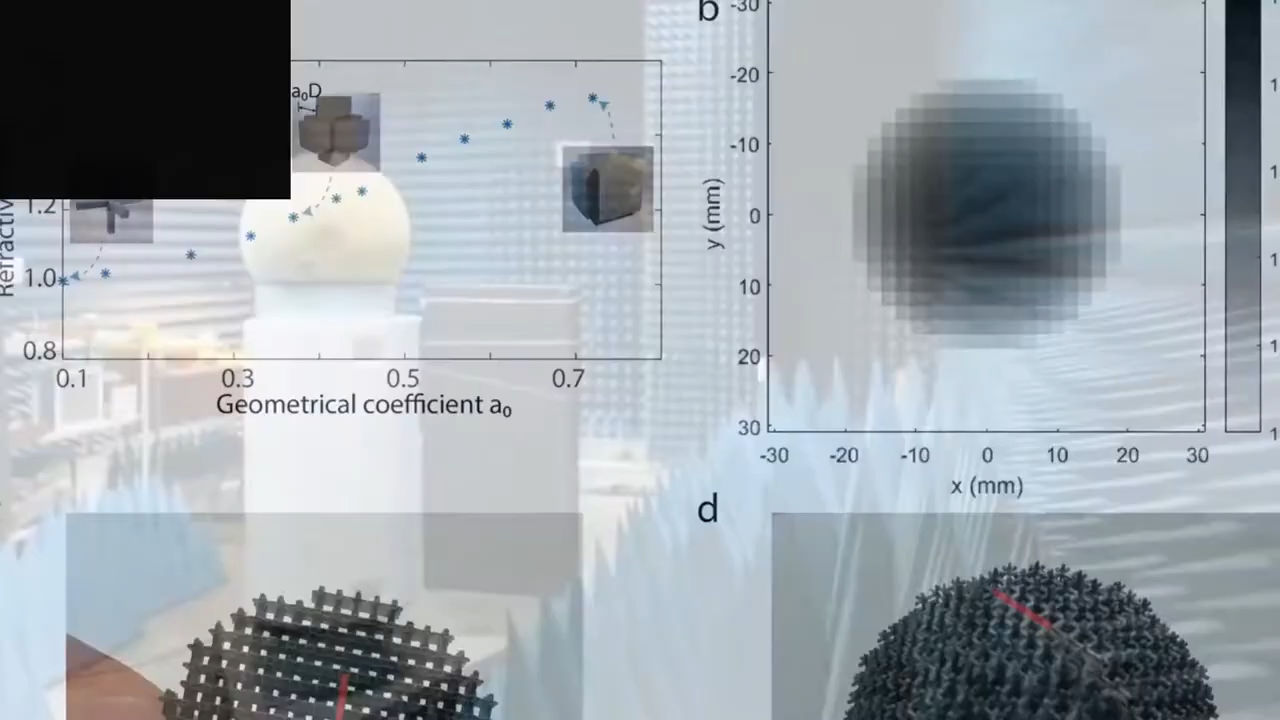 b
a₀D
Refractiv
1.2
1.0
0.8
0.1 0.3 0.5 0.7
Geometrical coefficient a₀
-30
-20
-10
0
10
20
30
y (mm)
-30 -20 -10 0 10 20 30
x (mm)
d